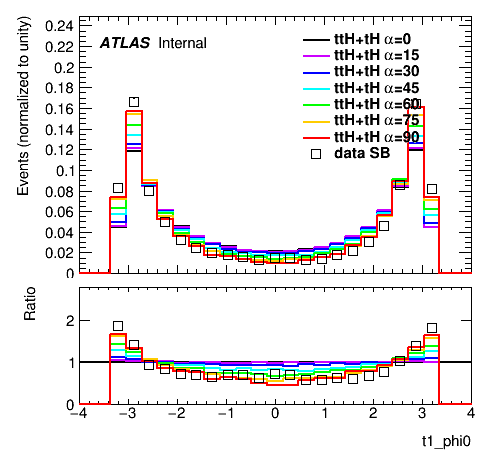 ATLAS Internal
ttH+tH α=0
ttH+tH α=15
ttH+tH α=30
ttH+tH α=45
ttH+tH α=60
ttH+tH α=75
ttH+tH α=90
data SB
Events (normalized to unity)
0.24
0.22
0.2
0.18
0.16
0.14
0.12
0.1
0.08
0.06
0.04
0.02
0
Ratio
2
1
0
−4 −3 −2 −1 0 1 2 3 4
t1_phi0